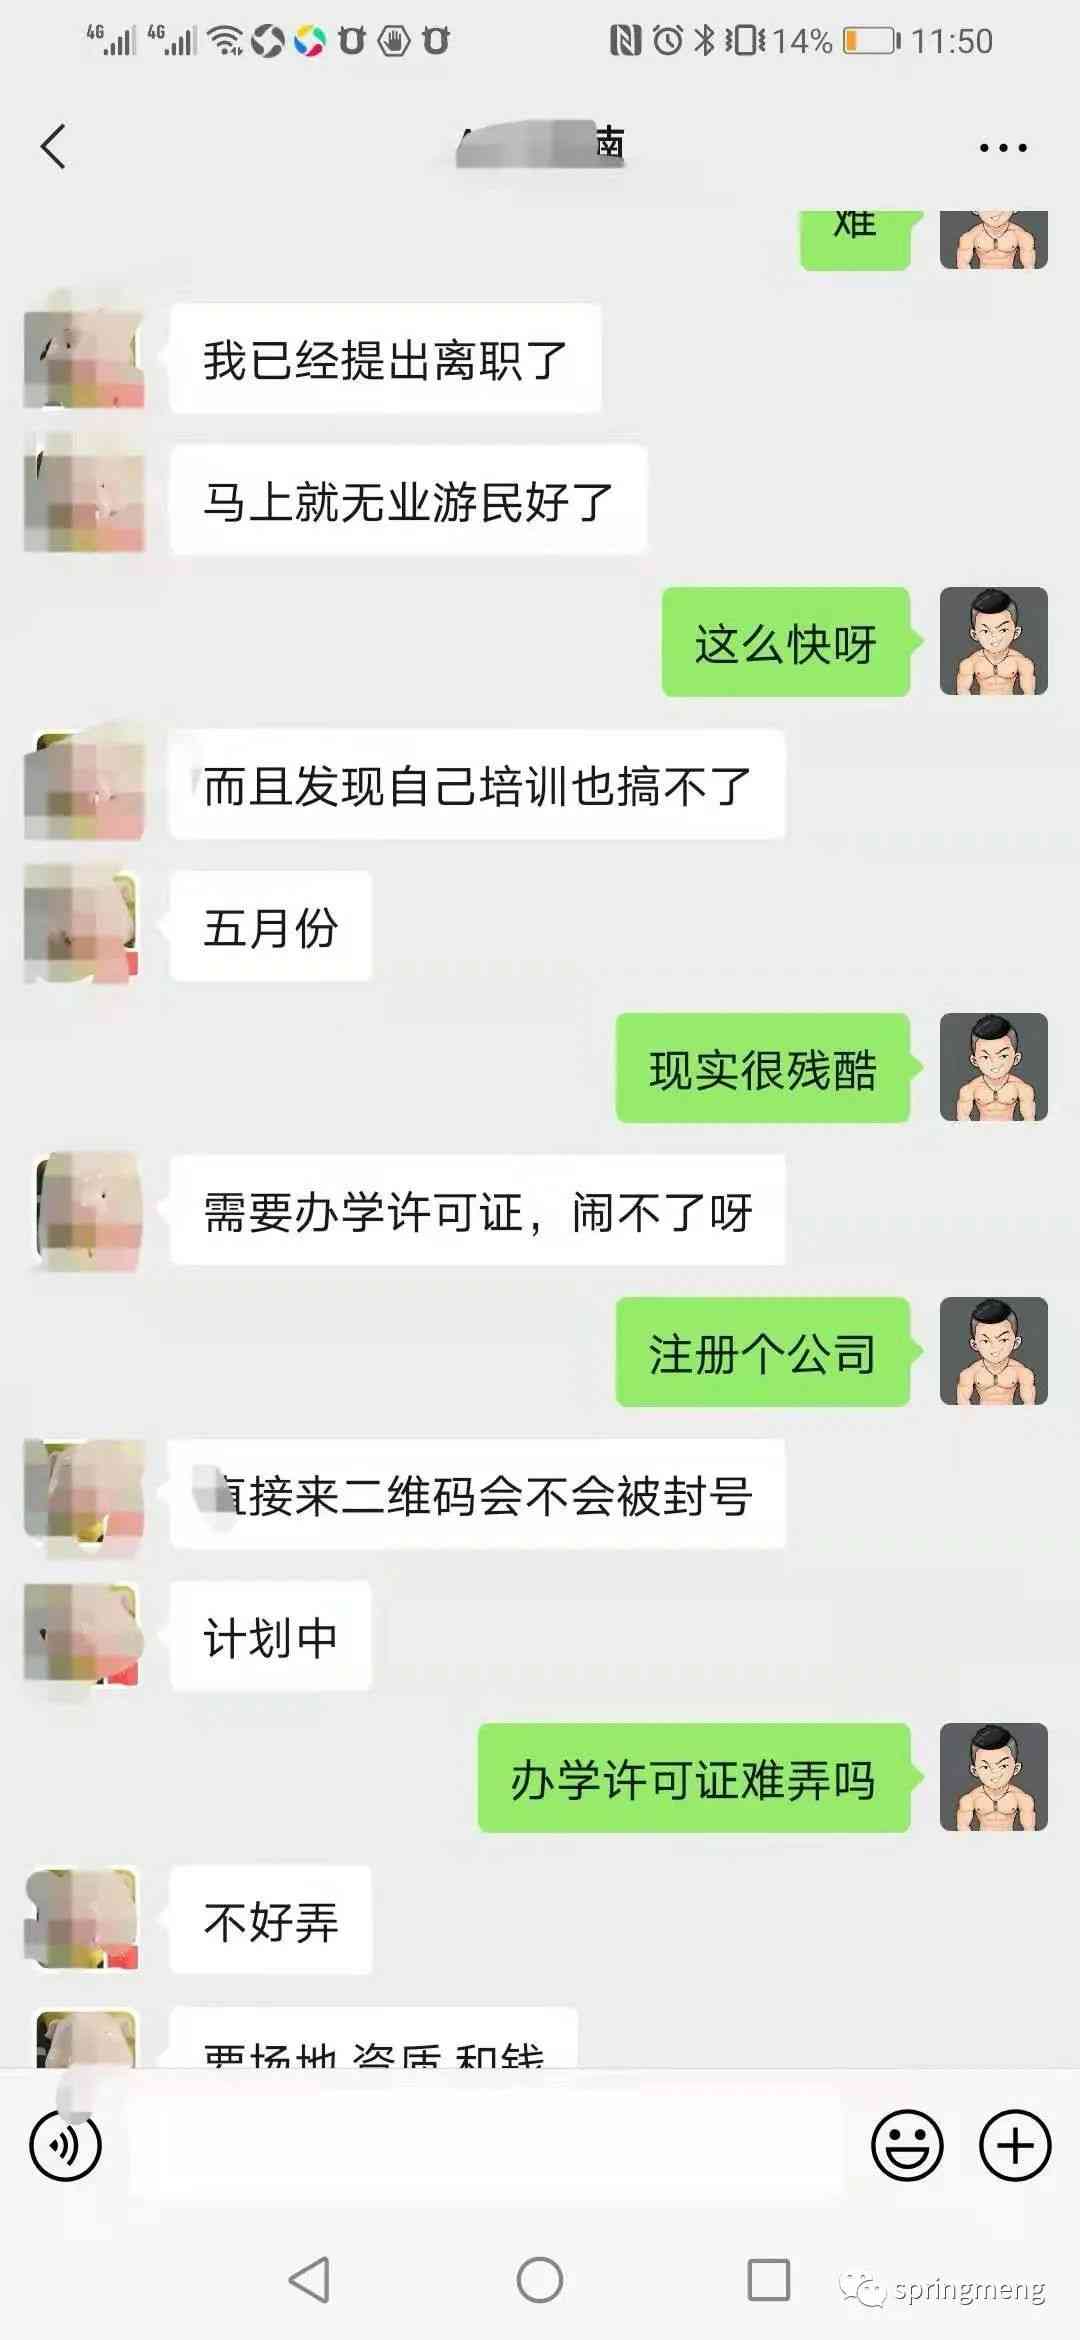 4G 4G 14% 11:50
南
难
我已经提出离职了
马上就无业游民好了
这么快呀
而且发现自己培训也搞不了
五月份
现实很残酷
需要办学许可证，闹不了呀
注册个公司
直接来二维码会不会被封号
计划中
办学许可证难弄吗
不好弄
要场地 资质 和钱
springmeng